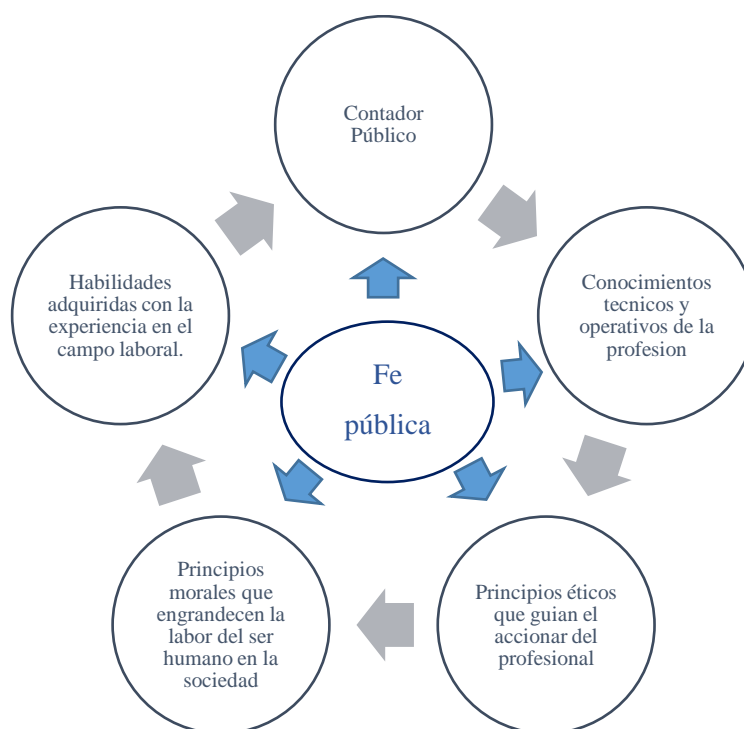 Contador
Público
Conocimientos
tecnicos y
operativos de la
profesion
Principios éticos
que guian el
accionar del
profesional
Principios
morales que
engrandecen la
labor del ser
humano en la
sociedad
Habilidades
adquiridas con la
experiencia en el
campo laboral.
Fe
pública